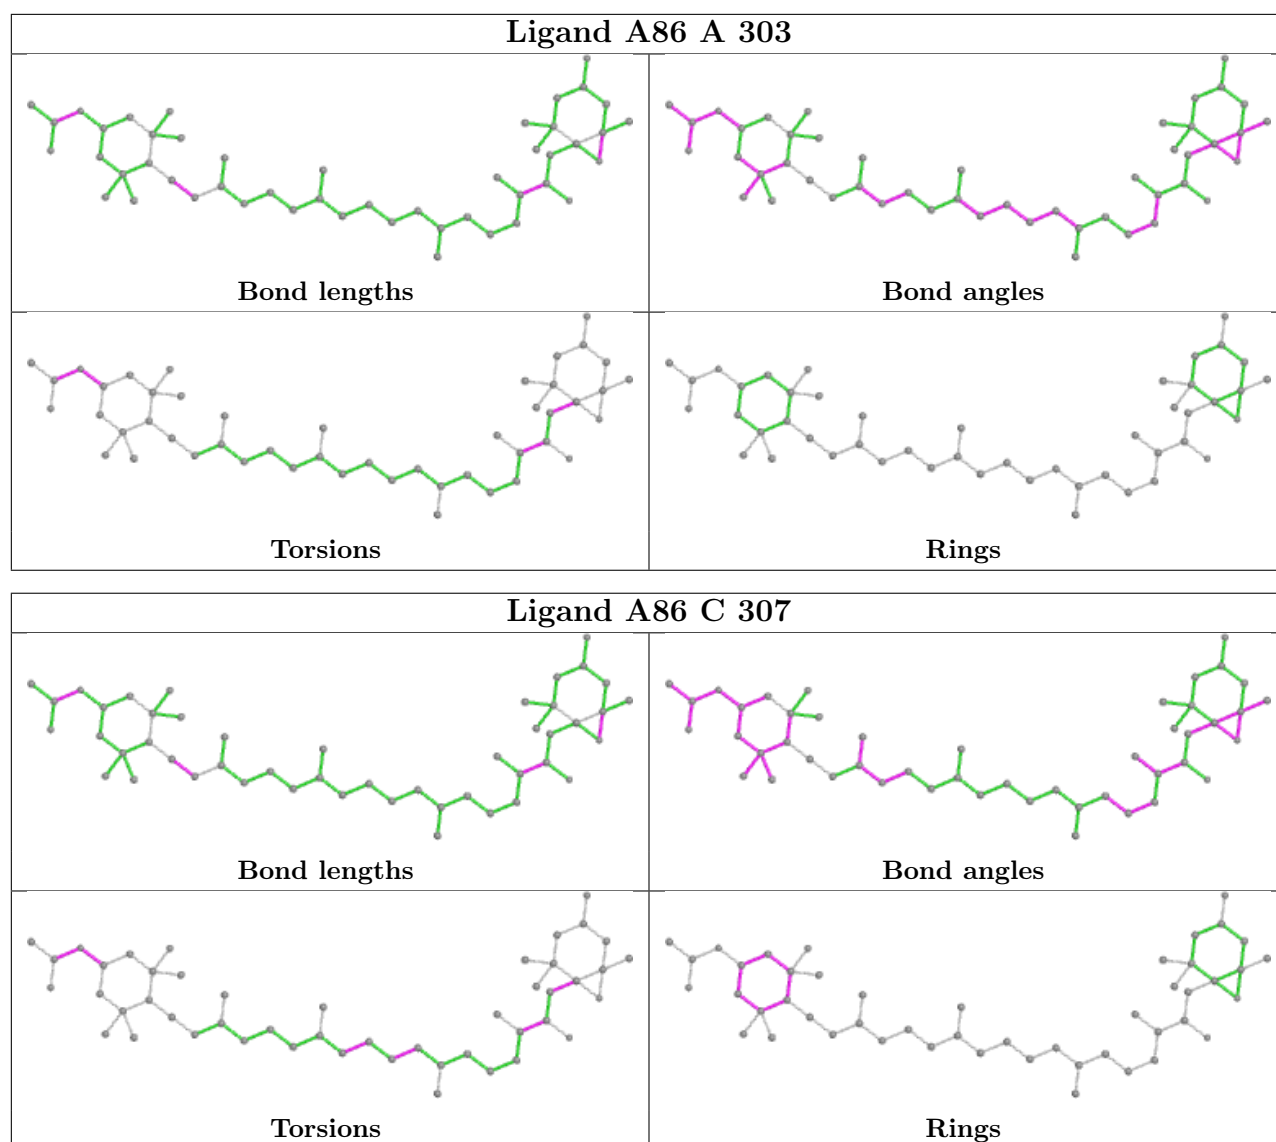 Ligand A86 A 303
Bond lengths
Bond angles
Torsions
Rings
Ligand A86 C 307
Bond lengths
Bond angles
Torsions
Rings